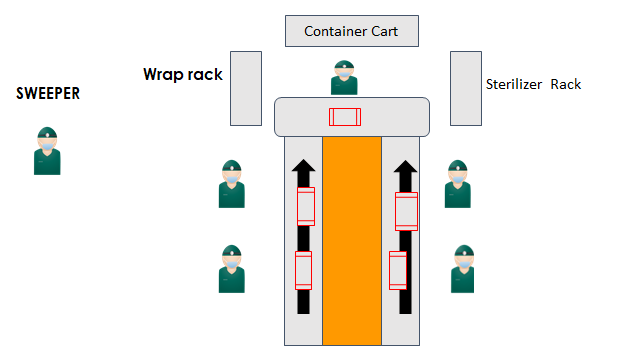 Container Cart
Wrap rack
Sterilizer Rack
SWEEPER